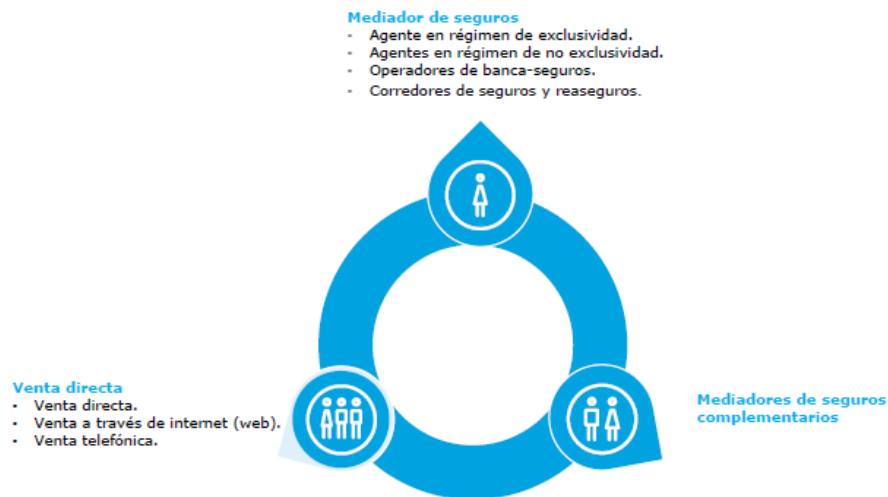 Mediador de seguros
- Agente en régimen de exclusividad.
- Agentes en régimen de no exclusividad.
- Operadores de banca-seguros.
- Corredores de seguros y reaseguros.
Venta directa
• Venta directa.
• Venta a través de internet (web).
• Venta telefónica.
Mediadores de seguros
complementarios